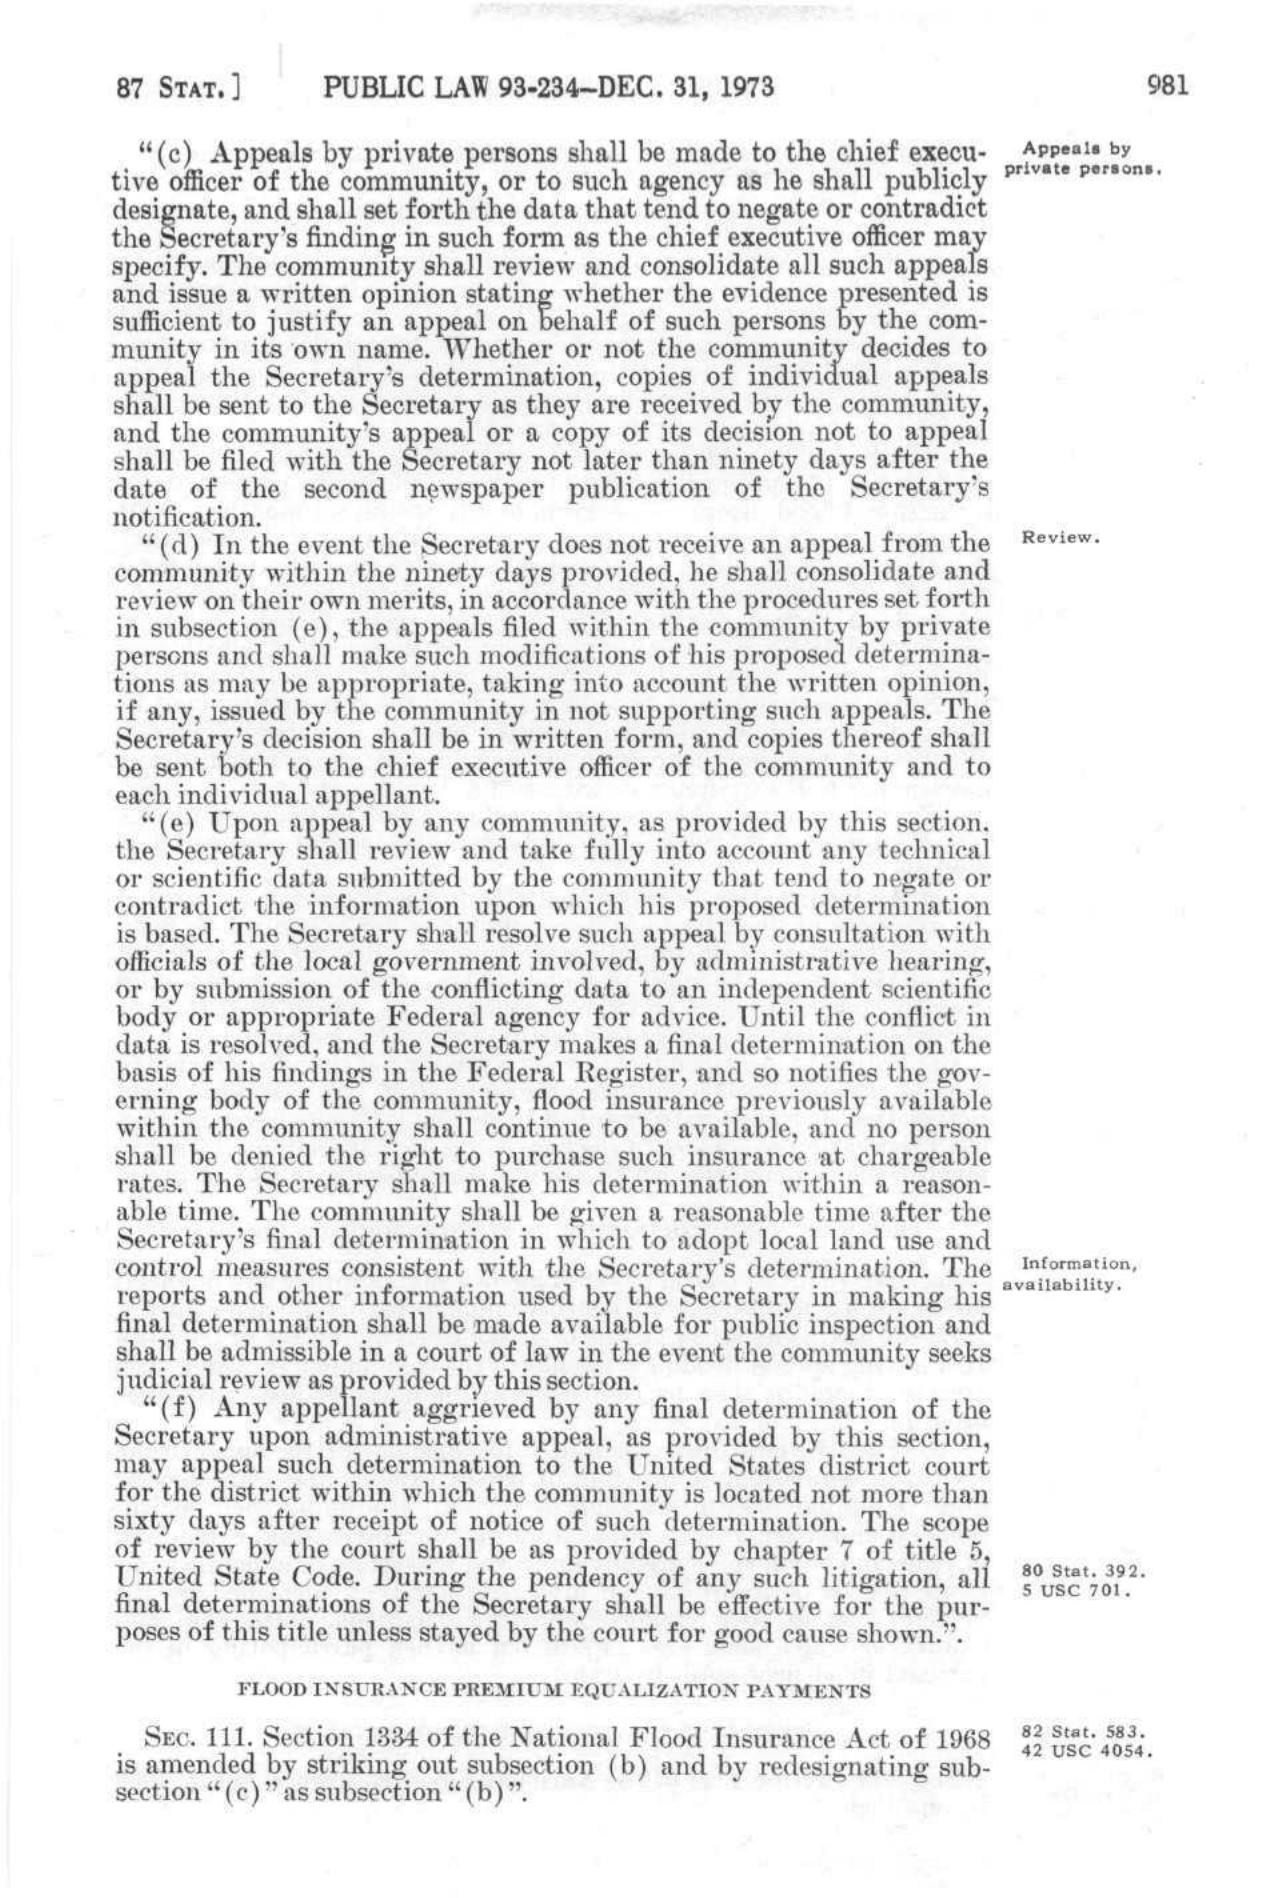 87 STAT. ] PUBLIC LAW 93-234-DEC. 31, 1973 981
"(c) Appeals by private persons shall be made to the chief execu-
tive officer of the community, or to such agency as he shall publicly
designate, and shall set forth the data that tend to negate or contradict
the Secretary's finding in such form as the chief executive officer may
specify. The community shall review and consolidate all such appeals
and issue a written opinion stating whether the evidence presented is
sufficient to justify an appeal on behalf of such persons by the com-
munity in its own name. Whether or not the community decides to
appeal the Secretary's determination, copies of individual appeals
shall be sent to the Secretary as they are received by the community,
and the community's appeal or a copy of its decision not to appeal
shall be filed with the Secretary not later than ninety days after the
date of the second newspaper publication of the Secretary's
notification.
Appeals by
private persons.
"(d) In the event the Secretary does not receive an appeal from the
community within the ninety days provided, he shall consolidate and
review on their own merits, in accordance with the procedures set forth
in subsection (e), the appeals filed within the community by private
persons and shall make such modifications of his proposed determina-
tions as may be appropriate, taking into account the written opinion,
if any, issued by the community in not supporting such appeals. The
Secretary's decision shall be in written form, and copies thereof shall
be sent both to the chief executive officer of the community and to
each individual appellant.
Review.
"(e) Upon appeal by any community, as provided by this section,
the Secretary shall review and take fully into account any technical
or scientific data submitted by the community that tend to negate or
contradict the information upon which his proposed determination
is based. The Secretary shall resolve such appeal by consultation with
officials of the local government involved, by administrative hearing,
or by submission of the conflicting data to an independent scientific
body or appropriate Federal agency for advice. Until the conflict in
data is resolved, and the Secretary makes a final determination on the
basis of his findings in the Federal Register, and so notifies the gov-
erning body of the community, flood insurance previously available
within the community shall continue to be available, and no person
shall be denied the right to purchase such insurance at chargeable
rates. The Secretary shall make his determination within a reason-
able time. The community shall be given a reasonable time after the
Secretary's final determination in which to adopt local land use and
control measures consistent with the Secretary's determination. The
reports and other information used by the Secretary in making his
final determination shall be made available for public inspection and
shall be admissible in a court of law in the event the community seeks
judicial review as provided by this section.
Information,
availability.
"(f) Any appellant aggrieved by any final determination of the
Secretary upon administrative appeal, as provided by this section,
may appeal such determination to the United States district court
for the district within which the community is located not more than
sixty days after receipt of notice of such determination. The scope
of review by the court shall be as provided by chapter 7 of title 5,
United State Code. During the pendency of any such litigation, all
final determinations of the Secretary shall be effective for the pur-
poses of this title unless stayed by the court for good cause shown.".
80 Stat. 392.
5 USC 701.
FLOOD INSURANCE PREMIUM EQUALIZATION PAYMENTS
SEC. 111. Section 1334 of the National Flood Insurance Act of 1968
is amended by striking out subsection (b) and by redesignating sub-
section "(c)" as subsection "(b)".
82 Stat. 583.
42 USC 4054.